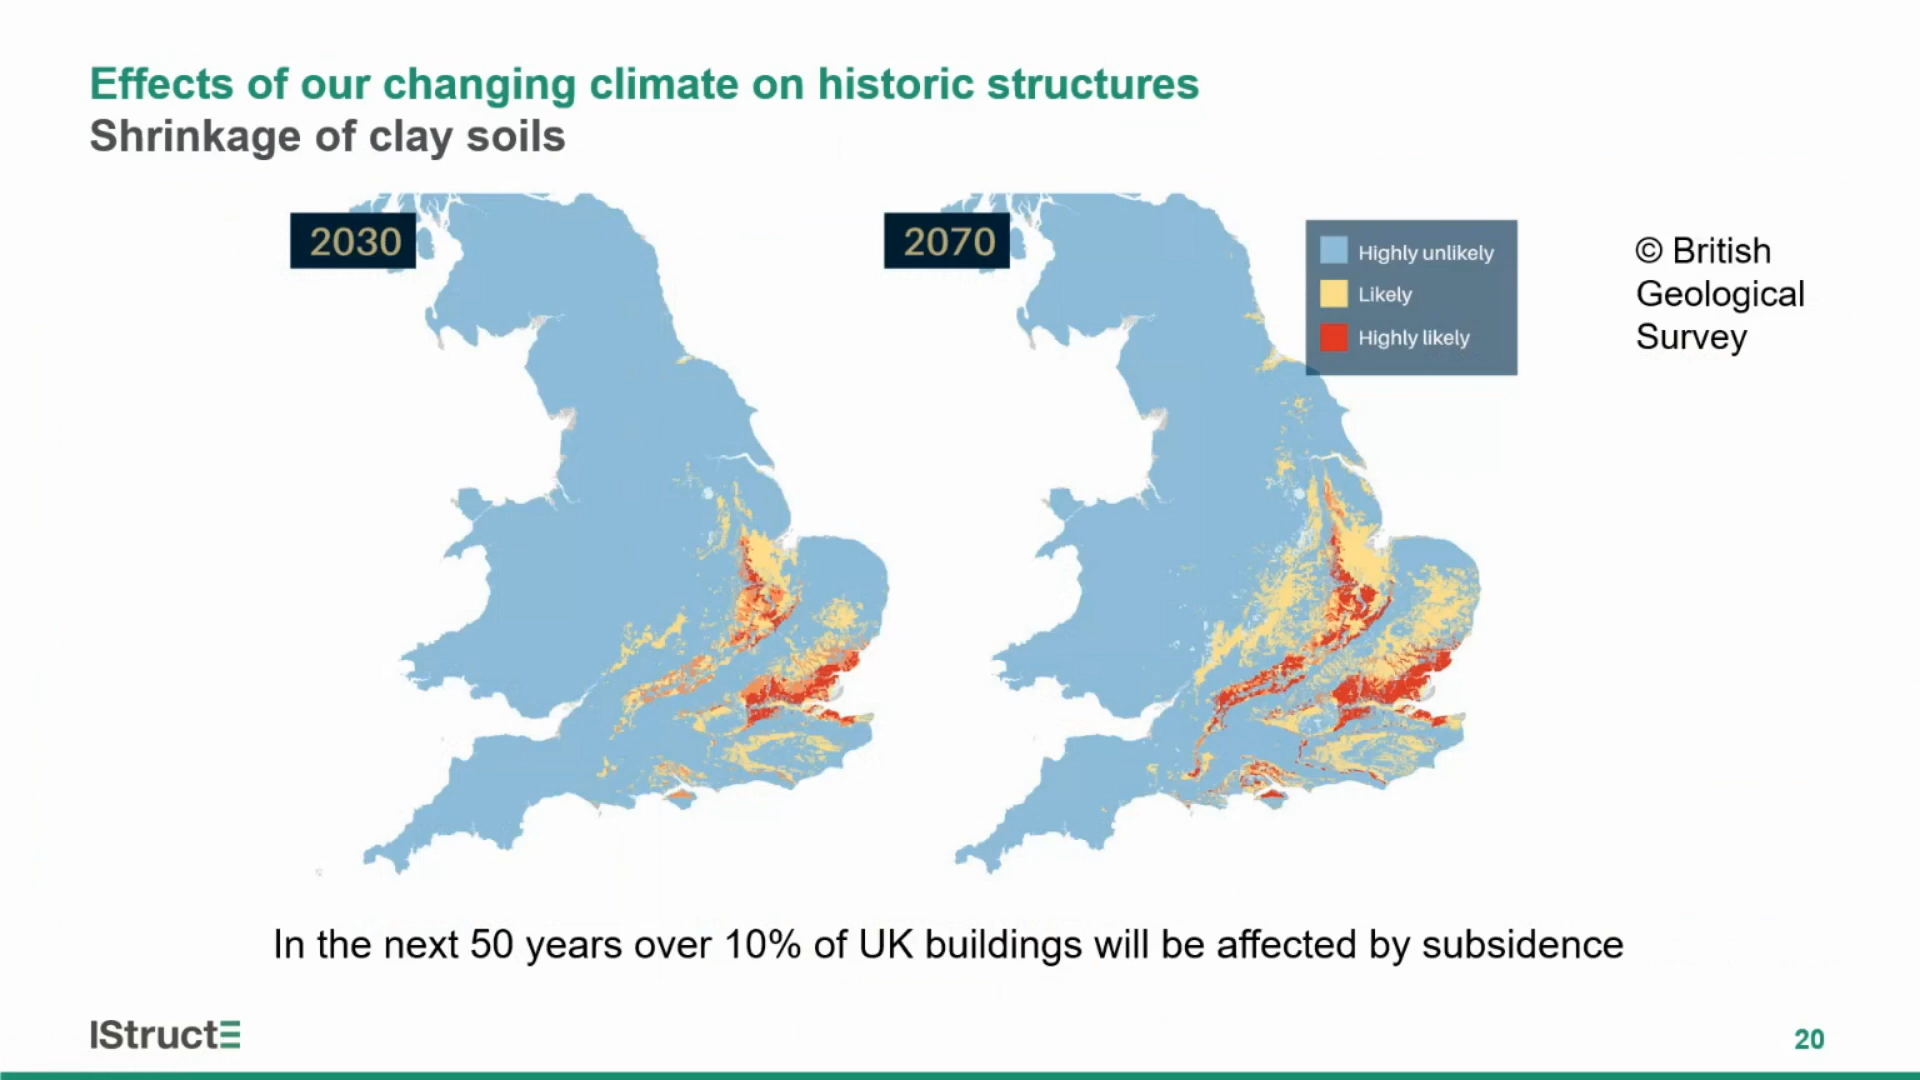 Effects of our changing climate on historic structures
Shrinkage of clay soils
2030
2070
Highly unlikely
Likely
Highly likely
© British
Geological
Survey
In the next 50 years over 10% of UK buildings will be affected by subsidence
IStructE
20